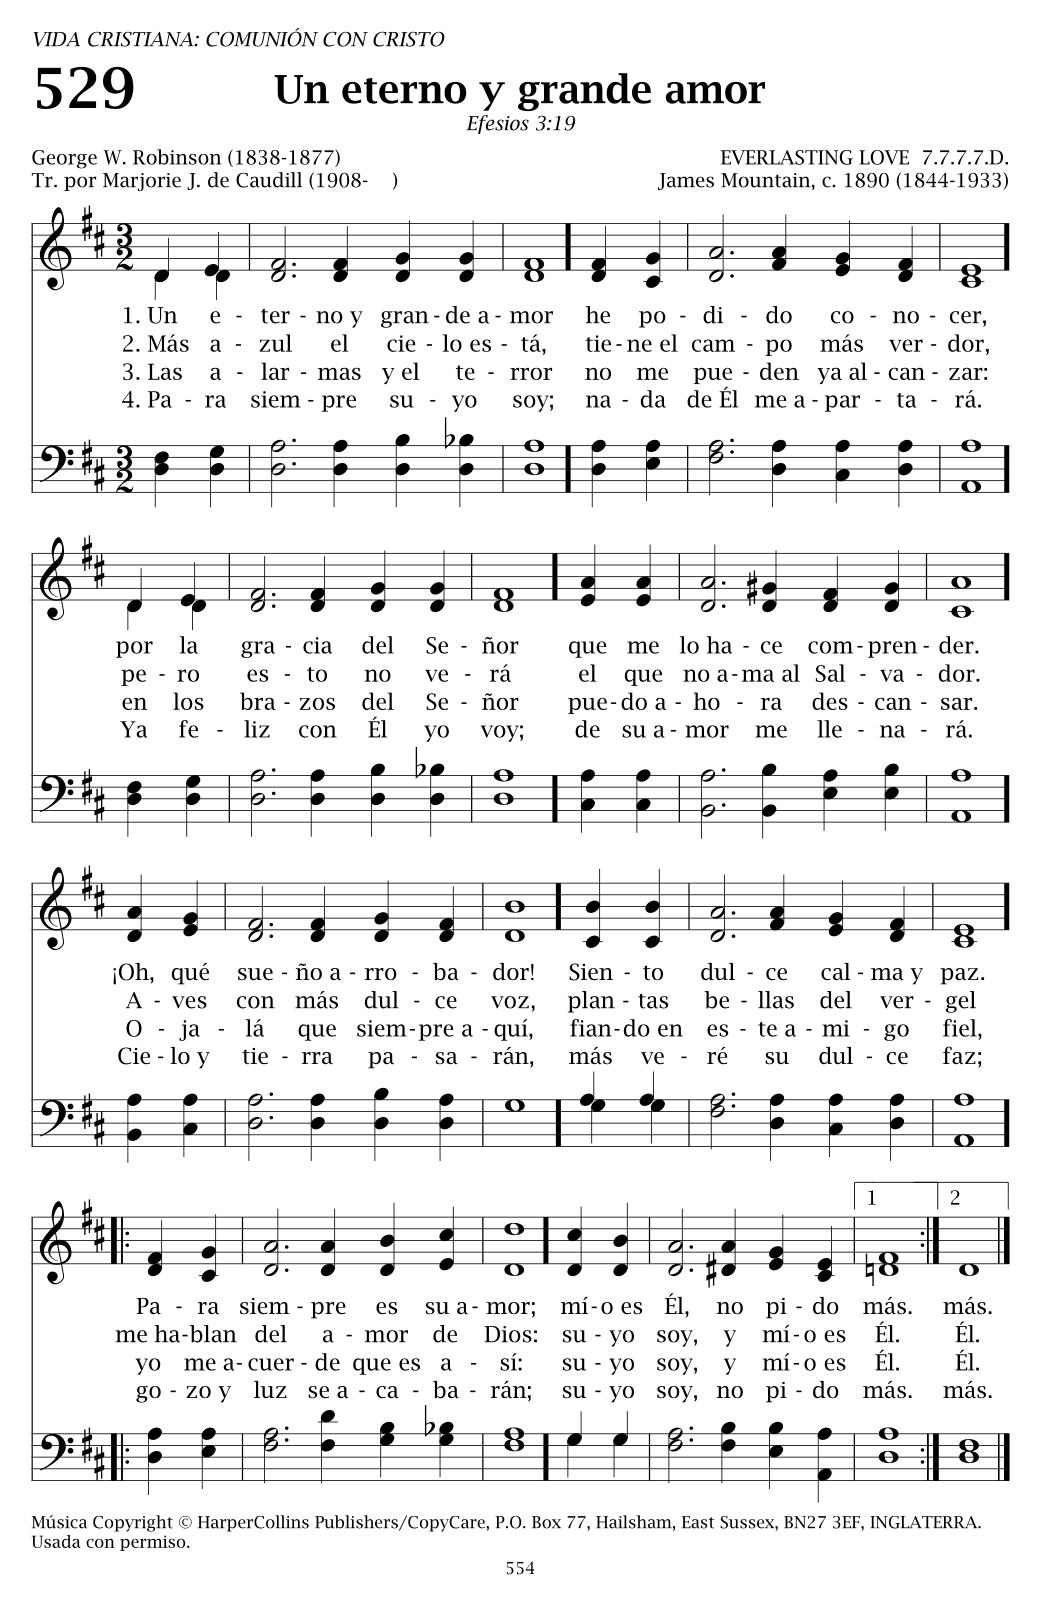 VIDA CRISTIANA: COMUNIÓN CON CRISTO
529
Un eterno y grande amor
Efesios 3:19
George W. Robinson (1838-1877)
EVERLASTING LOVE 7.7.7.7.D.
Tr. por Marjorie J. de Caudill (1908- )
James Mountain, c. 1890 (1844-1933)
1. Un e - ter - no y gran - de a - mor he po - di - do co - no - cer,
2. Más a - zul el cie - lo es - tá, tie - ne el cam - po más ver - dor,
3. Las a - lar - mas y el te - rror no me pue - den ya al - can - zar:
4. Pa - ra siem - pre su - yo soy; na - da de Él me a - par - ta - rá.
por la gra - cia del Se - ñor que me lo ha - ce com - pren - der.
pe - ro es - to no ve - rá el que no a - ma al Sal - va - dor.
en los bra - zos del Se - ñor pue - do a - ho - ra des - can - sar.
Ya fe - liz con Él yo voy; de su a - mor me lle - na - rá.
¡Oh, qué sue - ño a - rro - ba - dor! Sien - to dul - ce cal - ma y paz.
A - ves con más dul - ce voz, plan - tas be - llas del ver - gel
O - ja - lá que siem - pre a - quí, fian - do en es - te a - mi - go fiel,
Cie - lo y tie - rra pa - sa - rán, más ve - ré su dul - ce faz;
1 2
Pa - ra siem - pre es su a - mor; mí - o es Él, no pi - do más. más.
me ha - blan del a - mor de Dios: su - yo soy, y mí - o es Él. Él.
yo me a - cuer - de que es a - sí: su - yo soy, y mí - o es Él. Él.
go - zo y luz se a - ca - ba - rán; su - yo soy, no pi - do más. más.
Música Copyright © HarperCollins Publishers/CopyCare, P.O. Box 77, Hailsham, East Sussex, BN27 3EF, INGLATERRA.
Usada con permiso.
554